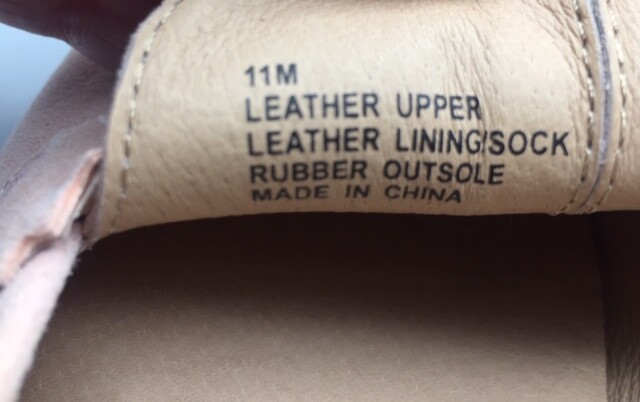 11M
LEATHER UPPER
LEATHER LINING/SOCK
RUBBER OUTSOLE
MADE IN CHINA